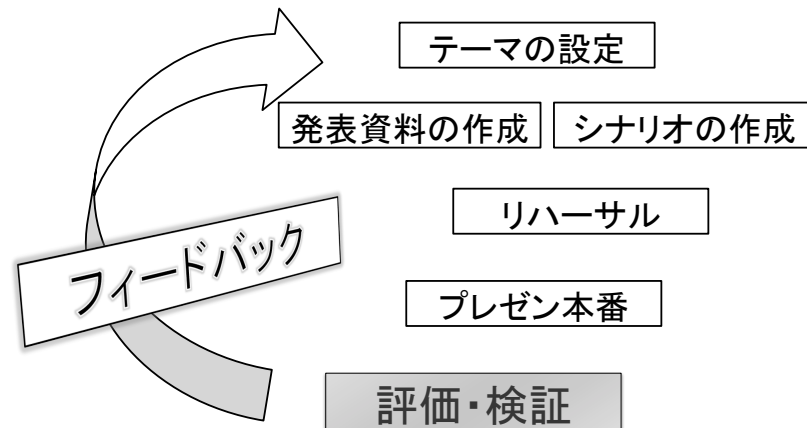 テーマの設定
発表資料の作成 シナリオの作成
リハーサル
フィードバック
プレゼン本番
評価・検証